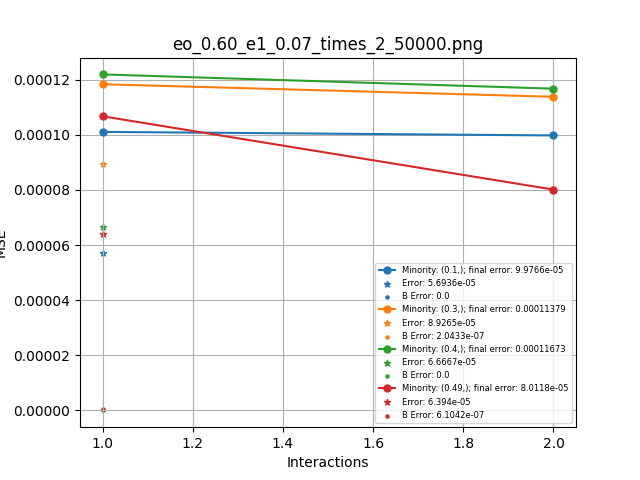 eo_0.60_e1_0.07_times_2_50000.png
0.00012
0.00010
0.00008
0.00006
0.00004
0.00002
0.00000
MSE
Minority: (0.1,); final error: 9.9766e-05
Error: 5.6936e-05
B Error: 0.0
Minority: (0.3,); final error: 0.00011379
Error: 8.9265e-05
B Error: 2.0433e-07
Minority: (0.4,); final error: 0.00011673
Error: 6.6667e-05
B Error: 0.0
Minority: (0.49,); final error: 8.0118e-05
Error: 6.394e-05
B Error: 6.1042e-07
1.0 1.2 1.4 1.6 1.8 2.0
Interactions